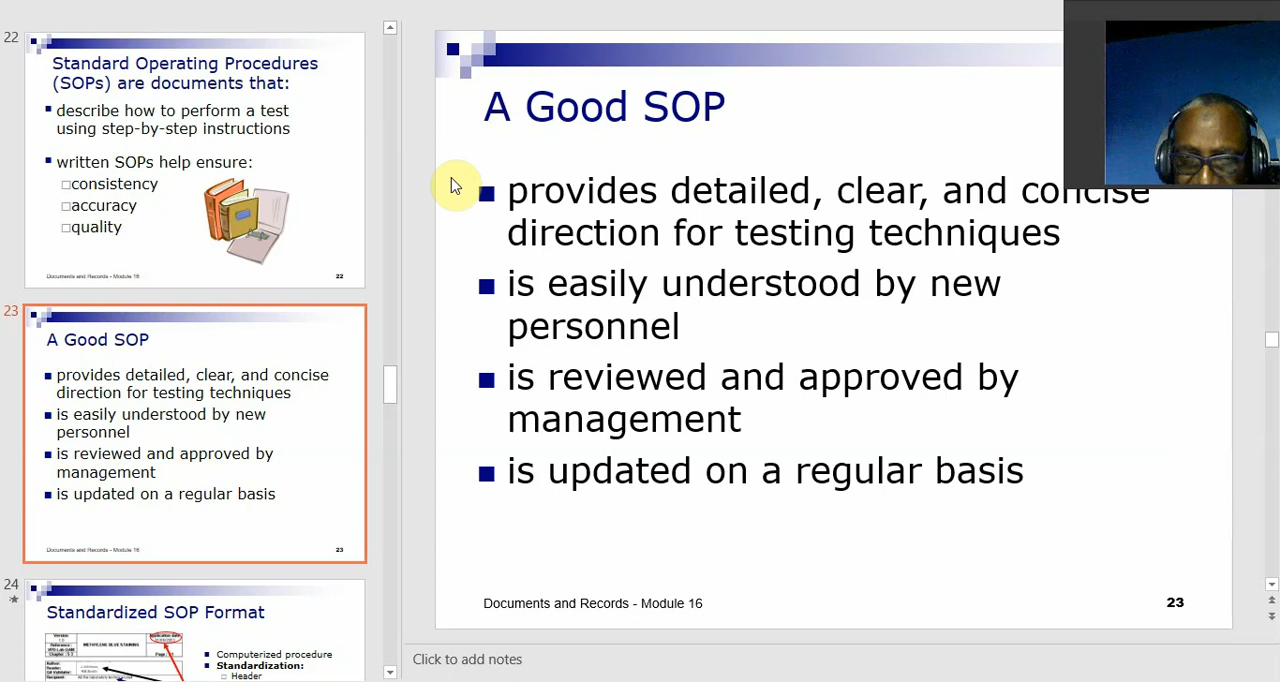 22
Standard Operating Procedures
(SOPs) are documents that:
describe how to perform a test
using step-by-step instructions
written SOPs help ensure:
consistency
accuracy
quality
Documents and Records - Module 16
22
23
A Good SOP
provides detailed, clear, and concise
direction for testing techniques
is easily understood by new
personnel
is reviewed and approved by
management
is updated on a regular basis
Documents and Records - Module 16
23
24
Standardized SOP Format
METHYLENE BLUE STAINING
Computerized procedure
Standardization:
Header
A Good SOP
provides detailed, clear, and concise
direction for testing techniques
is easily understood by new
personnel
is reviewed and approved by
management
is updated on a regular basis
Documents and Records - Module 16
23
Click to add notes